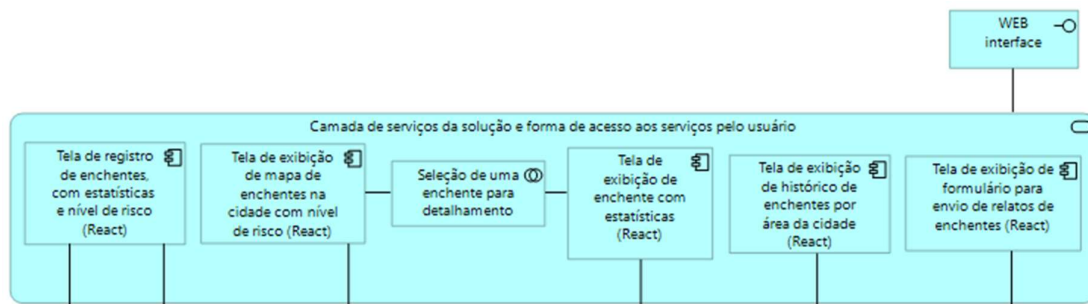 WEB
interface
Camada de serviços da solução e forma de acesso aos serviços pelo usuário
Tela de registro
de enchentes,
com estatísticas
e nível de risco
(React)
Tela de exibição
de mapa de
enchentes na
cidade com nível
de risco (React)
Seleção de uma
enchente para
detalhamento
Tela de
exibição de
enchente com
estatísticas
(React)
Tela de exibição
de histórico de
enchentes por
área da cidade
(React)
Tela de exibição de
formulário para
envio de relatos de
enchentes (React)